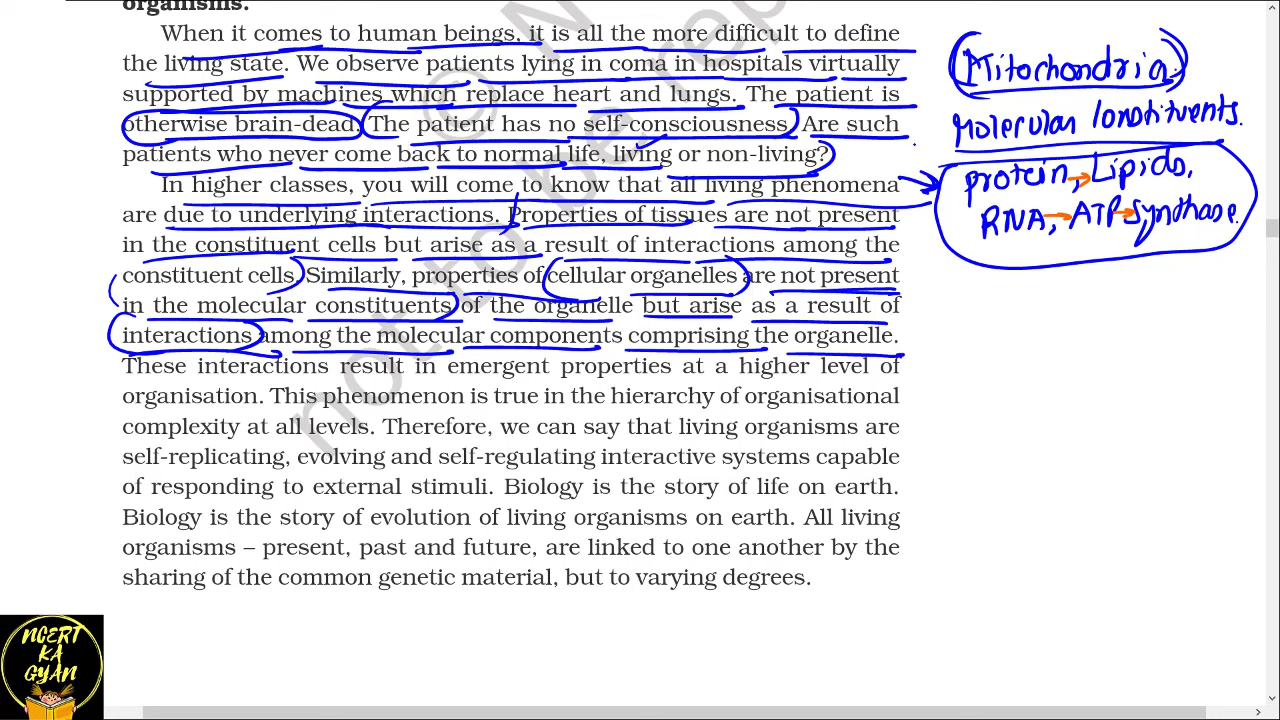 organisms.
When it comes to human beings, it is all the more difficult to define
the living state. We observe patients lying in coma in hospitals virtually
supported by machines which replace heart and lungs. The patient is
otherwise brain-dead. The patient has no self-consciousness. Are such
patients who never come back to normal life, living or non-living?
In higher classes, you will come to know that all living phenomena
are due to underlying interactions. Properties of tissues are not present
in the constituent cells but arise as a result of interactions among the
constituent cells. Similarly, properties of cellular organelles are not present
in the molecular constituents of the organelle but arise as a result of
interactions among the molecular components comprising the organelle.
These interactions result in emergent properties at a higher level of
organisation. This phenomenon is true in the hierarchy of organisational
complexity at all levels. Therefore, we can say that living organisms are
self-replicating, evolving and self-regulating interactive systems capable
of responding to external stimuli. Biology is the story of life on earth.
Biology is the story of evolution of living organisms on earth. All living
organisms – present, past and future, are linked to one another by the
sharing of the common genetic material, but to varying degrees.
Mitochondria
Molecular Constituents.
protein, Lipids,
RNA, ATP synthase.
© N
not to be rep
NCERT
KA
GYAN